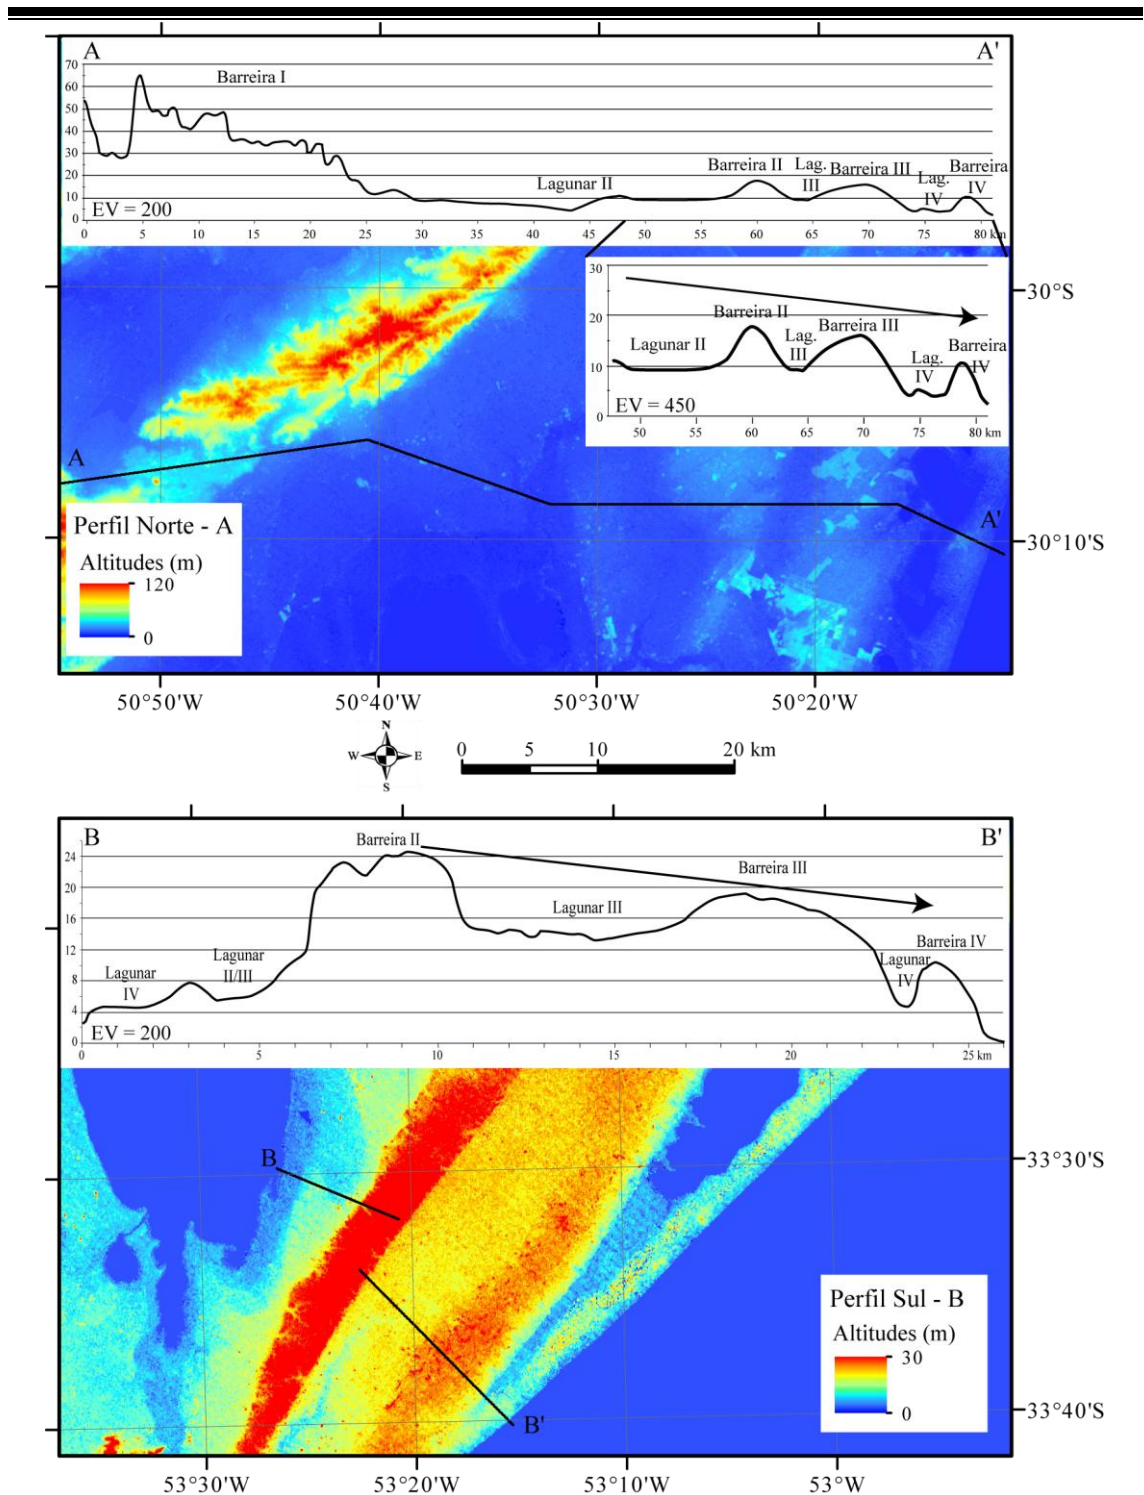 A A'
70
60
50
40
30
20
10
0
Barreira I
Lagunar II
Barreira II
Lag.
III
Barreira III
Lag.
IV
Barreira
IV
EV = 200
0 5 10 15 20 25 30 35 40 45 50 55 60 65 70 75 80 km
30
20
10
0
Barreira II
Lagunar II
Lag.
III
Barreira III
Lag.
IV
Barreira
IV
EV = 450
50 55 60 65 70 75 80 km
30°S
30°10'S
A
A'
Perfil Norte - A
Altitudes (m)
120
0
50°50'W 50°40'W 50°30'W 50°20'W
N
W E
S
0 5 10 20 km
B B'
24
20
16
12
8
4
0
Barreira II
Barreira III
Lagunar III
Lagunar
II/III
Lagunar
IV
Barreira IV
Lagunar
IV
EV = 200
0 5 10 15 20 25 km
B
B'
33°30'S
33°40'S
Perfil Sul - B
Altitudes (m)
30
0
53°30'W 53°20'W 53°10'W 53°W